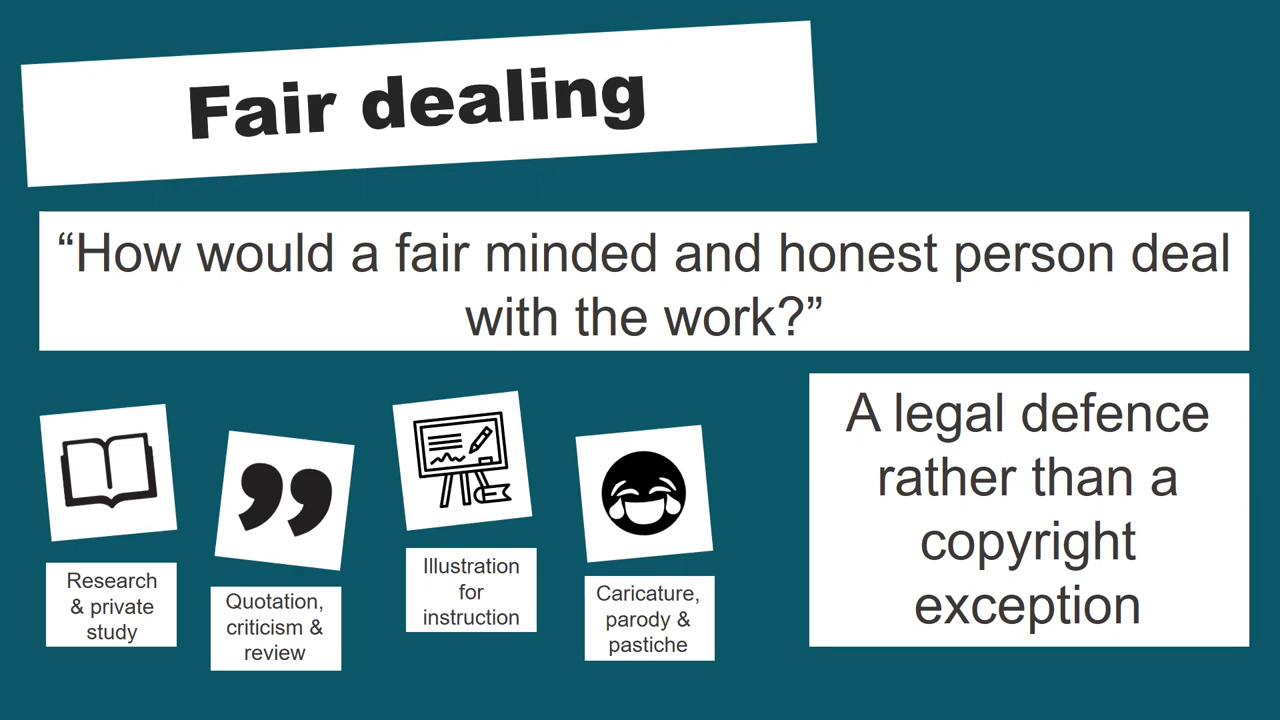 Fair dealing
“How would a fair minded and honest person deal
with the work?”
A legal defence
rather than a
copyright
exception
Research
& private
study
Quotation,
criticism &
review
Illustration
for
instruction
Caricature,
parody &
pastiche